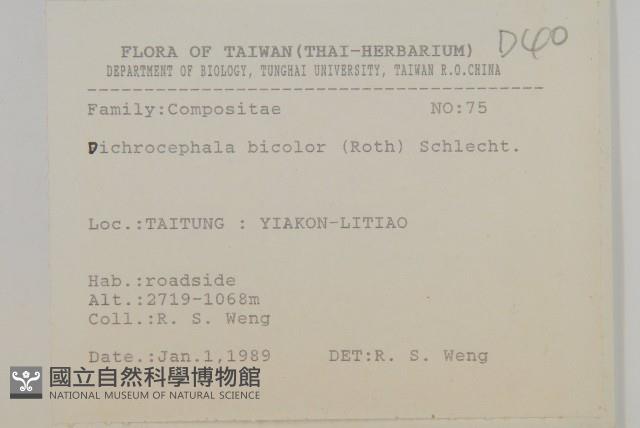 D40
FLORA OF TAIWAN(THAI-HERBARIUM)
DEPARTMENT OF BIOLOGY, TUNGHAI UNIVERSITY, TAIWAN R.O.CHINA
Family:Compositae NO:75
Dichrocephala bicolor (Roth) Schlecht.
Loc.:TAITUNG : YIAKON-LITIAO
Hab.:roadside
Alt.:2719-1068m
Coll.:R. S. Weng
Date.:Jan.1,1989 DET:R. S. Weng
國立自然科學博物館
NATIONAL MUSEUM OF NATURAL SCIENCE